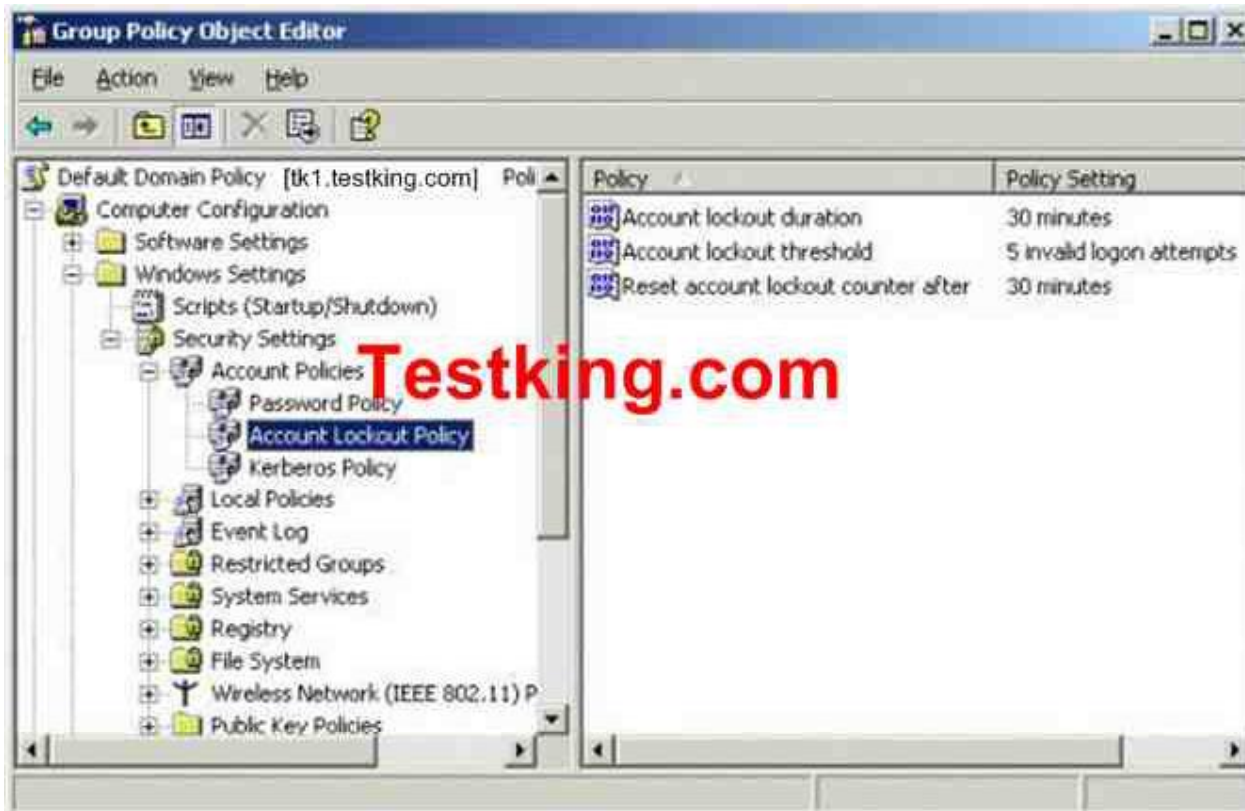 Group Policy Object Editor
File Action View Help
Default Domain Policy [tk1.testking.com] Poli
Computer Configuration
Software Settings
Windows Settings
Scripts (Startup/Shutdown)
Security Settings
Account Policies
Password Policy
Account Lockout Policy
Kerberos Policy
Local Policies
Event Log
Restricted Groups
System Services
Registry
File System
Wireless Network (IEEE 802.11) P
Public Key Policies
Policy Policy Setting
Account lockout duration 30 minutes
Account lockout threshold 5 invalid logon attempts
Reset account lockout counter after 30 minutes
Testking.com